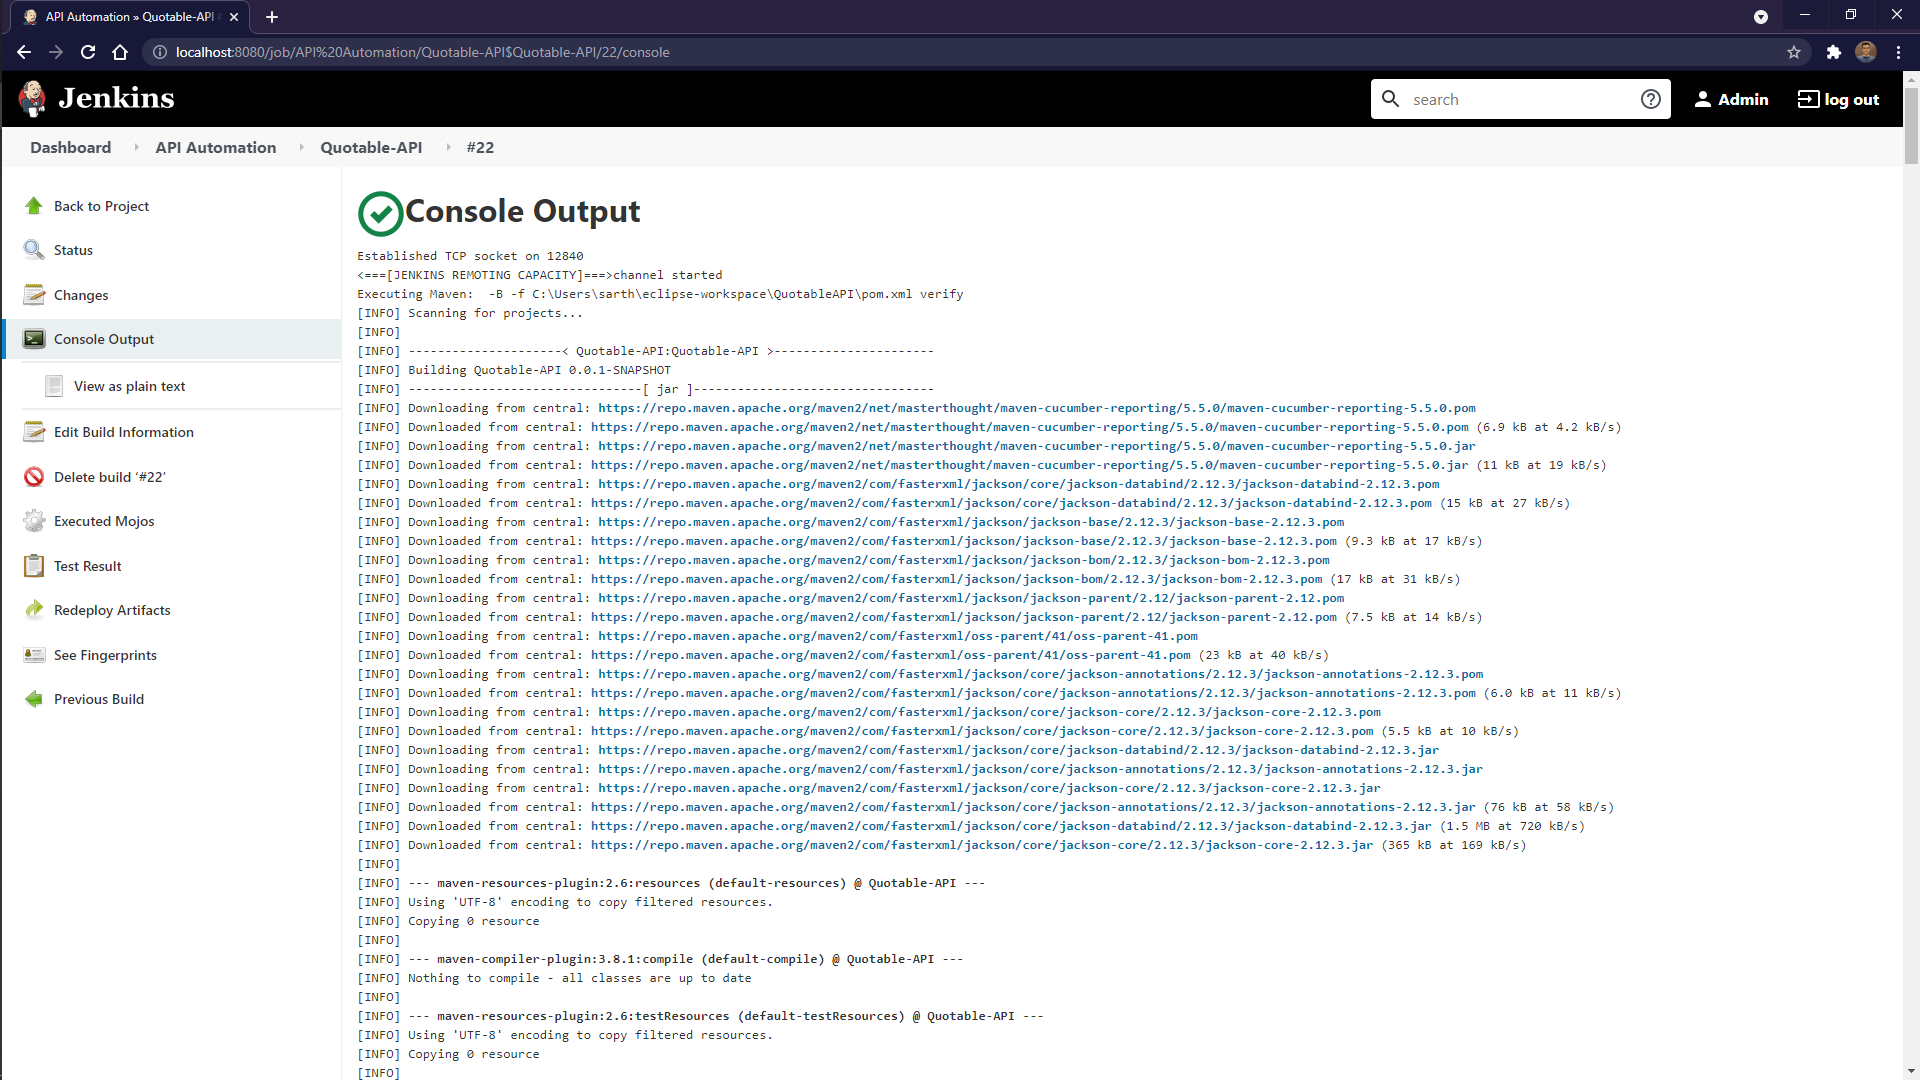 API Automation » Quotable-API
localhost:8080/job/API%20Automation/Quotable-API$Quotable-API/22/console
Jenkins
search
Admin
log out
Dashboard
API Automation
Quotable-API
#22
Back to Project
Status
Changes
Console Output
View as plain text
Edit Build Information
Delete build ‘#22’
Executed Mojos
Test Result
Redeploy Artifacts
See Fingerprints
Previous Build
Console Output
Established TCP socket on 12840
<===[JENKINS REMOTING CAPACITY]===>channel started
Executing Maven:  -B -f C:\Users\sarth\eclipse-workspace\QuotableAPI\pom.xml verify
[INFO] Scanning for projects...
[INFO]
[INFO] ---------------------< Quotable-API:Quotable-API >----------------------
[INFO] Building Quotable-API 0.0.1-SNAPSHOT
[INFO] --------------------------------[ jar ]---------------------------------
[INFO] Downloading from central: https://repo.maven.apache.org/maven2/net/masterthought/maven-cucumber-reporting/5.5.0/maven-cucumber-reporting-5.5.0.pom
[INFO] Downloaded from central: https://repo.maven.apache.org/maven2/net/masterthought/maven-cucumber-reporting/5.5.0/maven-cucumber-reporting-5.5.0.pom (6.9 kB at 4.2 kB/s)
[INFO] Downloading from central: https://repo.maven.apache.org/maven2/net/masterthought/maven-cucumber-reporting/5.5.0/maven-cucumber-reporting-5.5.0.jar
[INFO] Downloaded from central: https://repo.maven.apache.org/maven2/net/masterthought/maven-cucumber-reporting/5.5.0/maven-cucumber-reporting-5.5.0.jar (11 kB at 19 kB/s)
[INFO] Downloading from central: https://repo.maven.apache.org/maven2/com/fasterxml/jackson/core/jackson-databind/2.12.3/jackson-databind-2.12.3.pom
[INFO] Downloaded from central: https://repo.maven.apache.org/maven2/com/fasterxml/jackson/core/jackson-databind/2.12.3/jackson-databind-2.12.3.pom (15 kB at 27 kB/s)
[INFO] Downloading from central: https://repo.maven.apache.org/maven2/com/fasterxml/jackson/jackson-base/2.12.3/jackson-base-2.12.3.pom
[INFO] Downloaded from central: https://repo.maven.apache.org/maven2/com/fasterxml/jackson/jackson-base/2.12.3/jackson-base-2.12.3.pom (9.3 kB at 17 kB/s)
[INFO] Downloading from central: https://repo.maven.apache.org/maven2/com/fasterxml/jackson/jackson-bom/2.12.3/jackson-bom-2.12.3.pom
[INFO] Downloaded from central: https://repo.maven.apache.org/maven2/com/fasterxml/jackson/jackson-bom/2.12.3/jackson-bom-2.12.3.pom (17 kB at 31 kB/s)
[INFO] Downloading from central: https://repo.maven.apache.org/maven2/com/fasterxml/jackson/jackson-parent/2.12/jackson-parent-2.12.pom
[INFO] Downloaded from central: https://repo.maven.apache.org/maven2/com/fasterxml/jackson/jackson-parent/2.12/jackson-parent-2.12.pom (7.5 kB at 14 kB/s)
[INFO] Downloading from central: https://repo.maven.apache.org/maven2/com/fasterxml/oss-parent/41/oss-parent-41.pom
[INFO] Downloaded from central: https://repo.maven.apache.org/maven2/com/fasterxml/oss-parent/41/oss-parent-41.pom (23 kB at 40 kB/s)
[INFO] Downloading from central: https://repo.maven.apache.org/maven2/com/fasterxml/jackson/core/jackson-annotations/2.12.3/jackson-annotations-2.12.3.pom
[INFO] Downloaded from central: https://repo.maven.apache.org/maven2/com/fasterxml/jackson/core/jackson-annotations/2.12.3/jackson-annotations-2.12.3.pom (6.0 kB at 11 kB/s)
[INFO] Downloading from central: https://repo.maven.apache.org/maven2/com/fasterxml/jackson/core/jackson-core/2.12.3/jackson-core-2.12.3.pom
[INFO] Downloaded from central: https://repo.maven.apache.org/maven2/com/fasterxml/jackson/core/jackson-core/2.12.3/jackson-core-2.12.3.pom (5.5 kB at 10 kB/s)
[INFO] Downloading from central: https://repo.maven.apache.org/maven2/com/fasterxml/jackson/core/jackson-databind/2.12.3/jackson-databind-2.12.3.jar
[INFO] Downloading from central: https://repo.maven.apache.org/maven2/com/fasterxml/jackson/core/jackson-annotations/2.12.3/jackson-annotations-2.12.3.jar
[INFO] Downloading from central: https://repo.maven.apache.org/maven2/com/fasterxml/jackson/core/jackson-core/2.12.3/jackson-core-2.12.3.jar
[INFO] Downloaded from central: https://repo.maven.apache.org/maven2/com/fasterxml/jackson/core/jackson-annotations/2.12.3/jackson-annotations-2.12.3.jar (76 kB at 58 kB/s)
[INFO] Downloaded from central: https://repo.maven.apache.org/maven2/com/fasterxml/jackson/core/jackson-databind/2.12.3/jackson-databind-2.12.3.jar (1.5 MB at 720 kB/s)
[INFO] Downloaded from central: https://repo.maven.apache.org/maven2/com/fasterxml/jackson/core/jackson-core/2.12.3/jackson-core-2.12.3.jar (365 kB at 169 kB/s)
[INFO]
[INFO] --- maven-resources-plugin:2.6:resources (default-resources) @ Quotable-API ---
[INFO] Using 'UTF-8' encoding to copy filtered resources.
[INFO] Copying 0 resource
[INFO]
[INFO] --- maven-compiler-plugin:3.8.1:compile (default-compile) @ Quotable-API ---
[INFO] Nothing to compile - all classes are up to date
[INFO]
[INFO] --- maven-resources-plugin:2.6:testResources (default-testResources) @ Quotable-API ---
[INFO] Using 'UTF-8' encoding to copy filtered resources.
[INFO] Copying 0 resource
[INFO]